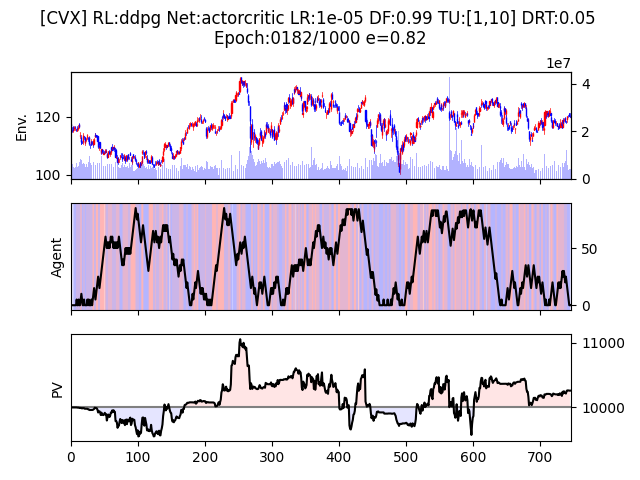 [CVX] RL:ddpg Net:actorcritic LR:1e-05 DF:0.99 TU:[1,10] DRT:0.05
Epoch:0182/1000 e=0.82
1e7
Env.
120
100
4
2
0
Agent
50
0
PV
11000
10000
0 100 200 300 400 500 600 700